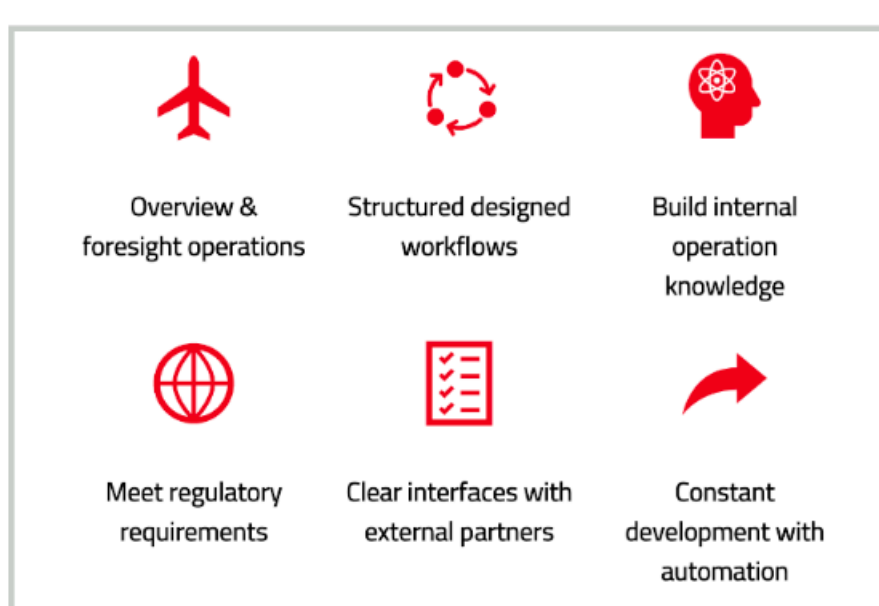 Overview &
foresight operations
Structured designed
workflows
Build internal
operation
knowledge
Meet regulatory
requirements
Clear interfaces with
external partners
Constant
development with
automation